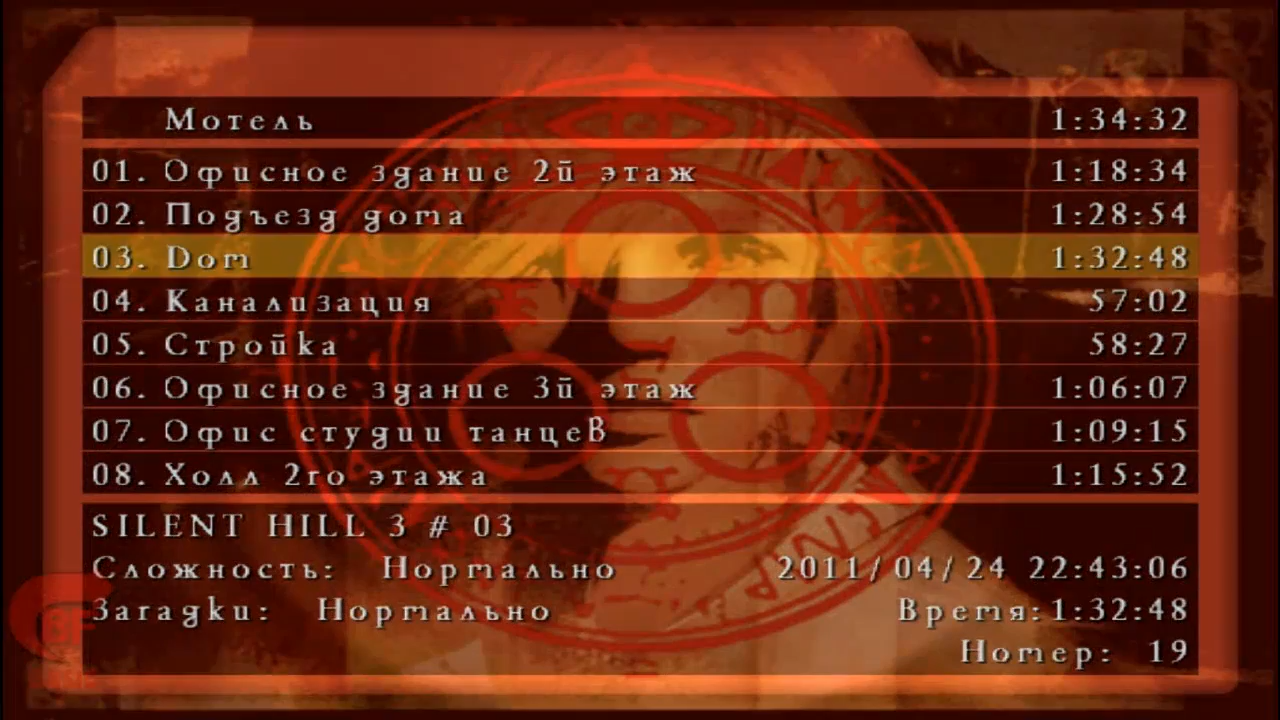 Мотель 1:34:32
01. Офисное здание 2й этаж 1:18:34
02. Подъезд дота 1:28:54
03. Dom 1:32:48
04. Канализация 57:02
05. Стройка 58:27
06. Офисное здание 3й этаж 1:06:07
07. Офис студии танцеВ 1:09:15
08. Холл 2го этажа 1:15:52
SILENT HILL 3 # 03
Сложность: Нормально 2011/04/24 22:43:06
Загадки: Нормально Время:1:32:48
Номер: 19